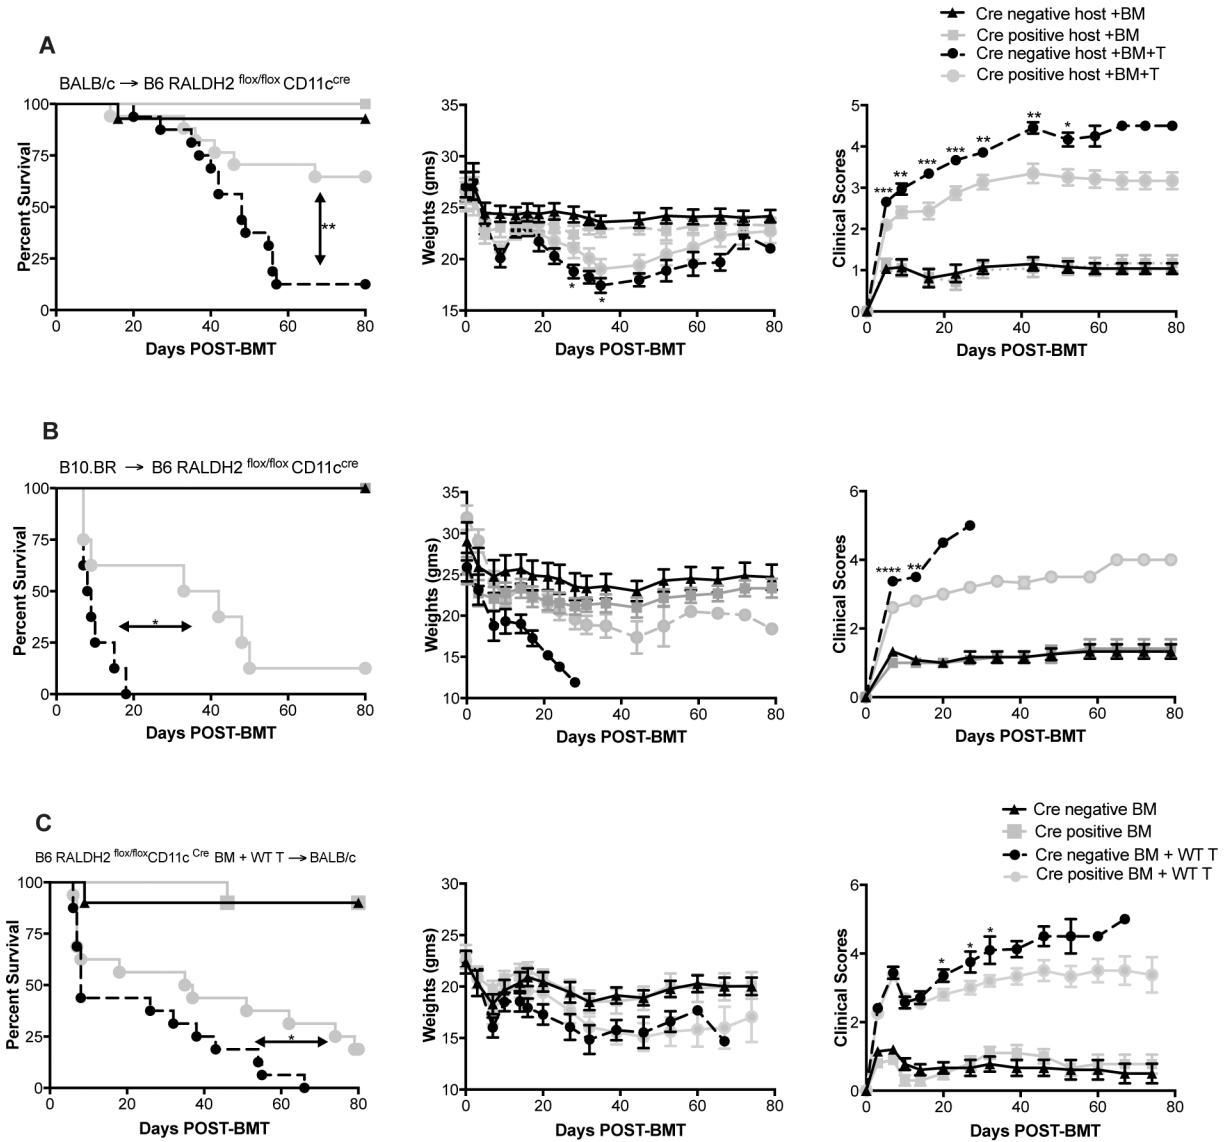 Cre negative host +BM
Cre positive host +BM
Cre negative host +BM+T
Cre positive host +BM+T
A
BALB/c → B6 RALDH2 flox/flox CD11c cre
Percent Survival
100
75
50
25
0
0 20 40 60 80
Days POST-BMT
**
Weights (gms)
35
30
25
20
15
0 20 40 60 80
Days POST-BMT
*
*
Clinical Scores
5
4
3
2
1
0
0 20 40 60 80
Days POST-BMT
*** ** *** *** ** ** *
B
B10.BR → B6 RALDH2 flox/flox CD11c cre
Percent Survival
100
75
50
25
0
0 20 40 60 80
Days POST-BMT
*
Weights (gms)
35
30
25
20
15
10
0 20 40 60 80
Days POST-BMT
Clinical Scores
6
4
2
0
0 20 40 60 80
Days POST-BMT
**** **
Cre negative BM
Cre positive BM
Cre negative BM + WT T
Cre positive BM + WT T
C
B6 RALDH2 flox/flox CD11c Cre BM + WT T → BALB/c
Percent Survival
100
75
50
25
0
0 20 40 60 80
Days POST-BMT
*
Weights (gms)
30
25
20
15
10
0 20 40 60 80
Days POST-BMT
Clinical Scores
6
4
2
0
0 20 40 60 80
Days POST-BMT
* * *